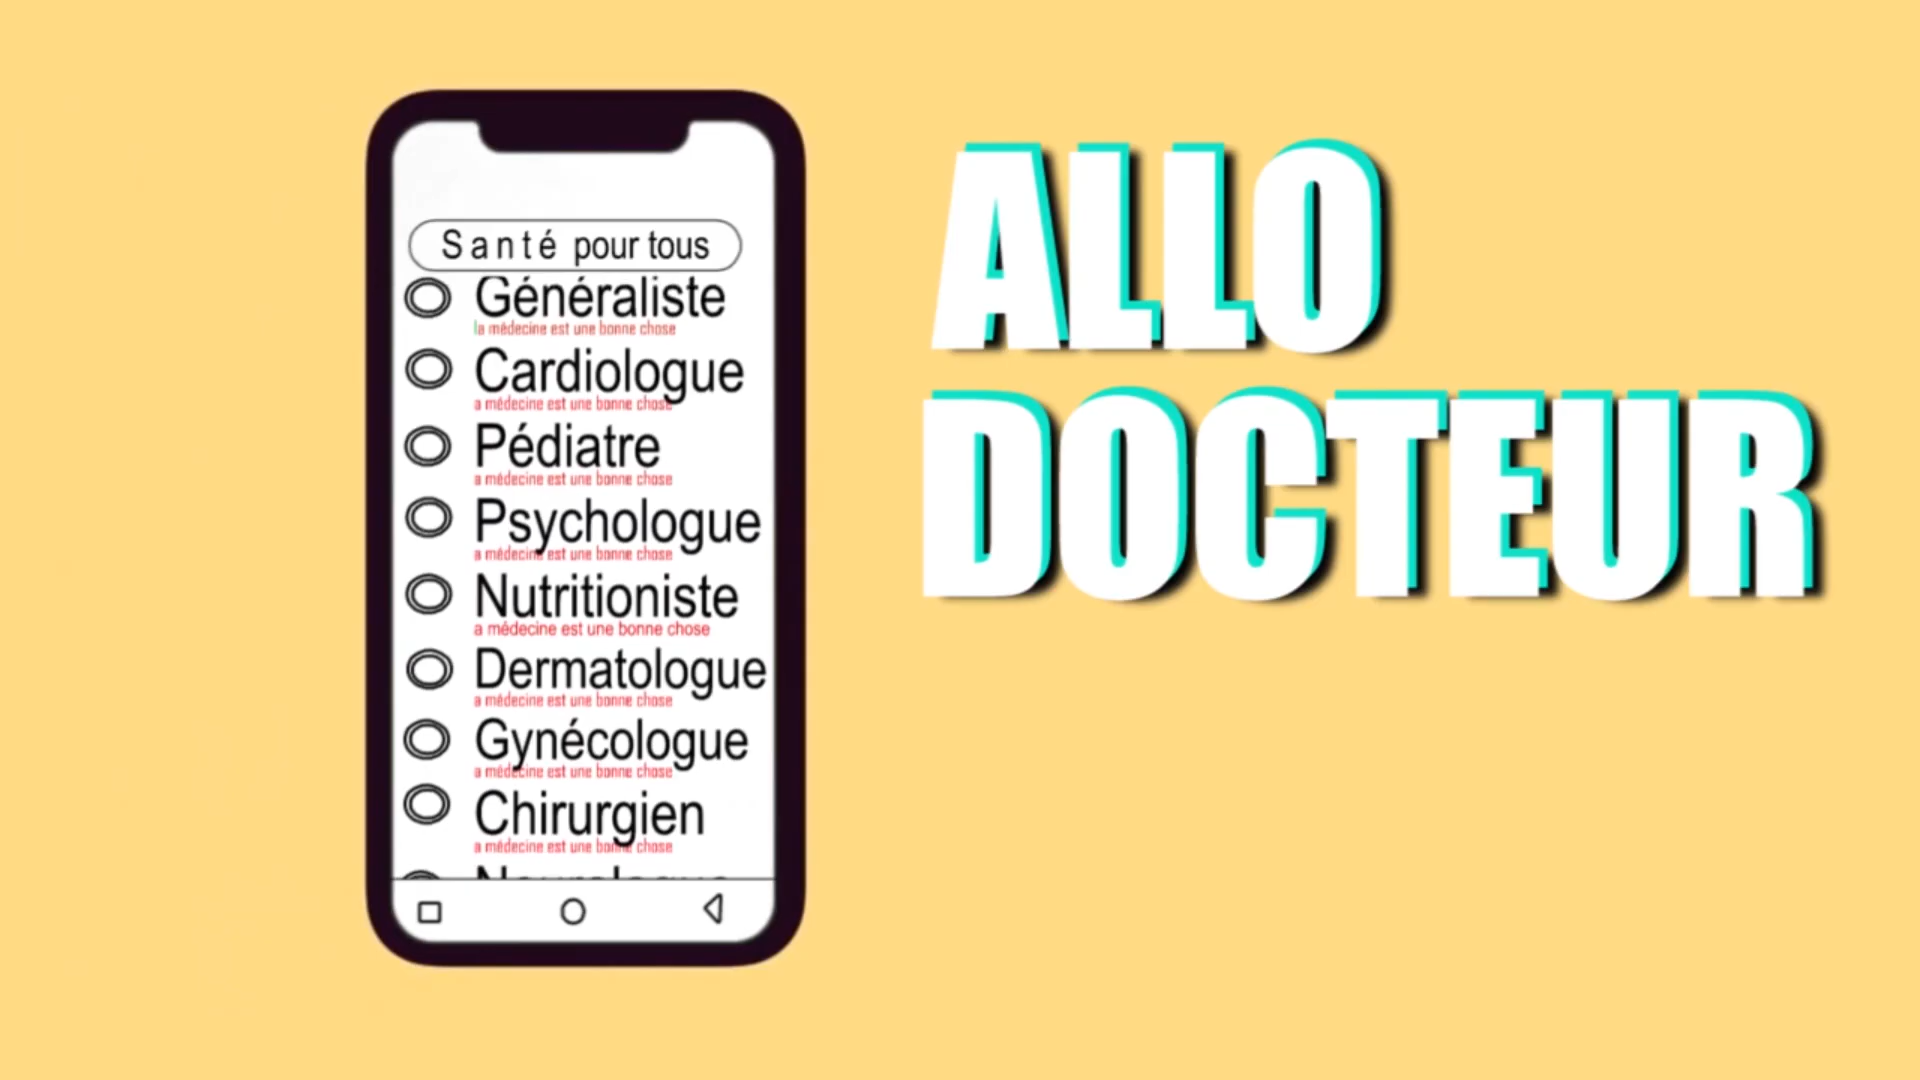 Santé pour tous
Généraliste
la médecine est une bonne chose
Cardiologue
a médecine est une bonne chose
Pédiatre
a médecine est une bonne chose
Psychologue
a médecine est une bonne chose
Nutritioniste
a médecine est une bonne chose
Dermatologue
a médecine est une bonne chose
Gynécologue
a médecine est une bonne chose
Chirurgien
a médecine est une bonne chose
ALLO
DOCTEUR